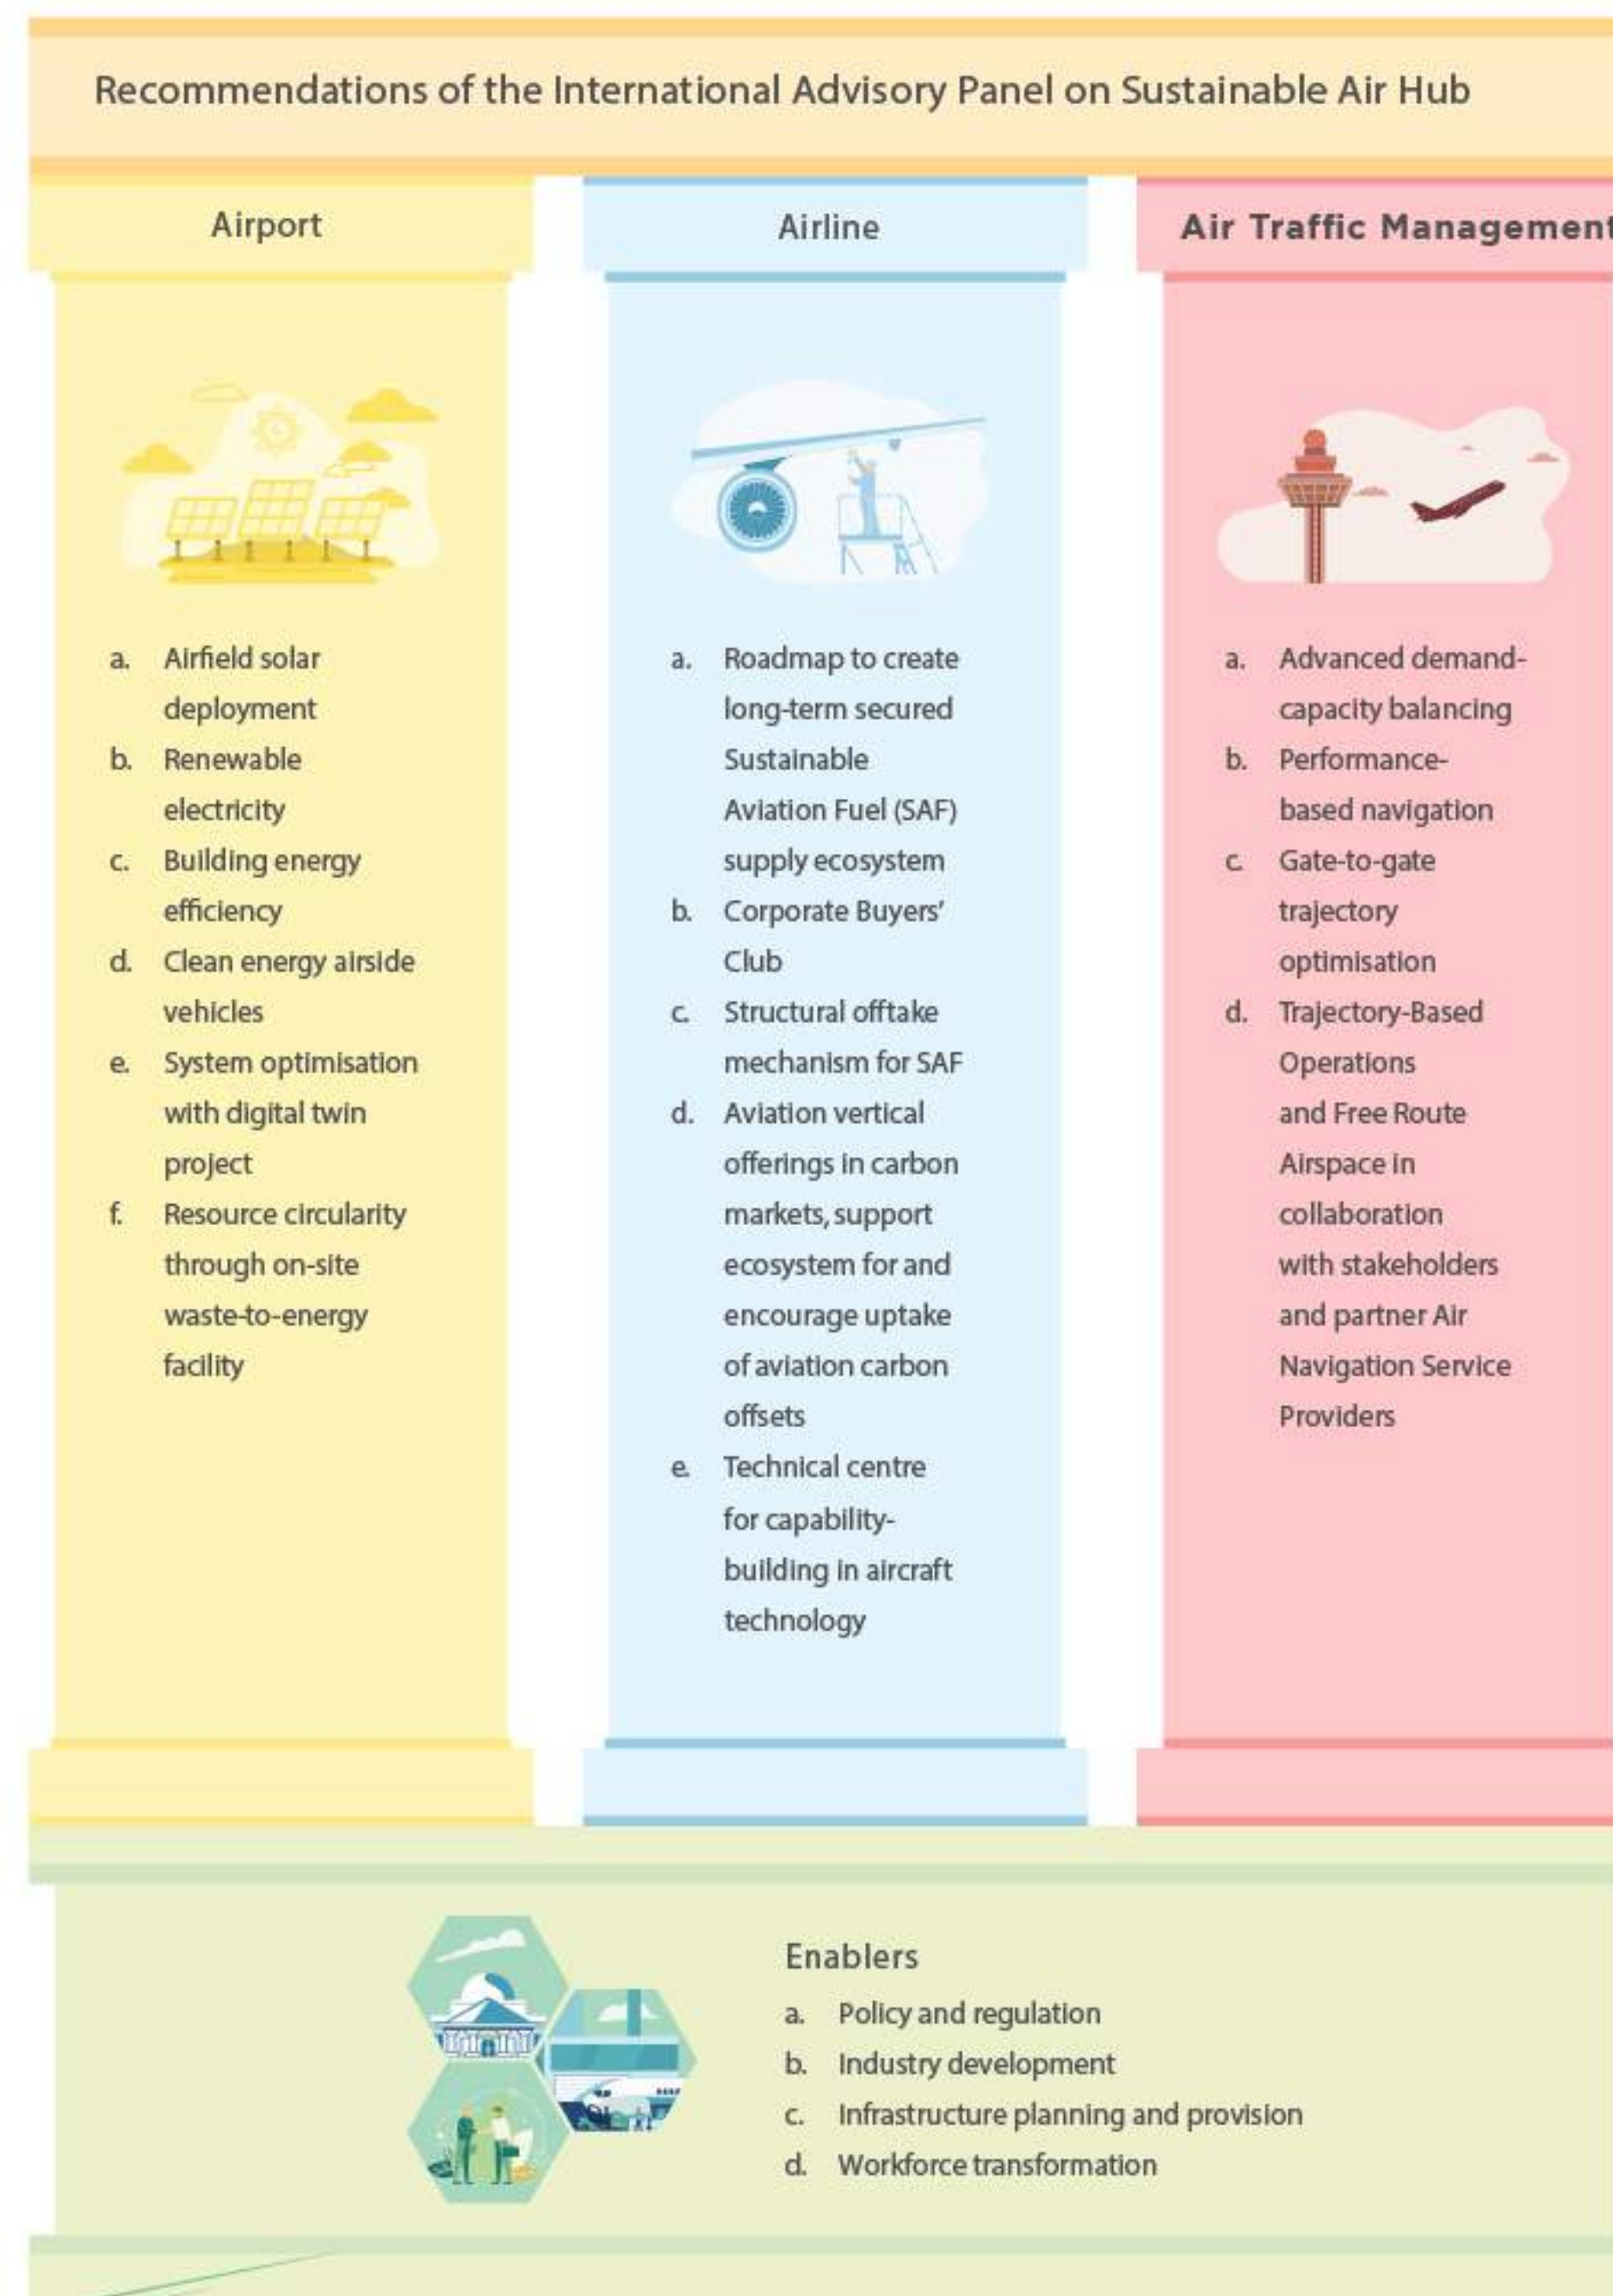 Recommendations of the International Advisory Panel on Sustainable Air Hub
Airport
a. Airfield solar
deployment
b. Renewable
electricity
c. Building energy
efficiency
d. Clean energy airside
vehicles
e. System optimisation
with digital twin
project
f. Resource circularity
through on-site
waste-to-energy
facility
Airline
a. Roadmap to create
long-term secured
Sustainable
Aviation Fuel (SAF)
supply ecosystem
b. Corporate Buyers’
Club
c. Structural offtake
mechanism for SAF
d. Aviation vertical
offerings in carbon
markets, support
ecosystem for and
encourage uptake
of aviation carbon
offsets
e. Technical centre
for capability-
building in aircraft
technology
Air Traffic Management
a. Advanced demand-
capacity balancing
b. Performance-
based navigation
c. Gate-to-gate
trajectory
optimisation
d. Trajectory-Based
Operations
and Free Route
Airspace in
collaboration
with stakeholders
and partner Air
Navigation Service
Providers
Enablers
a. Policy and regulation
b. Industry development
c. Infrastructure planning and provision
d. Workforce transformation